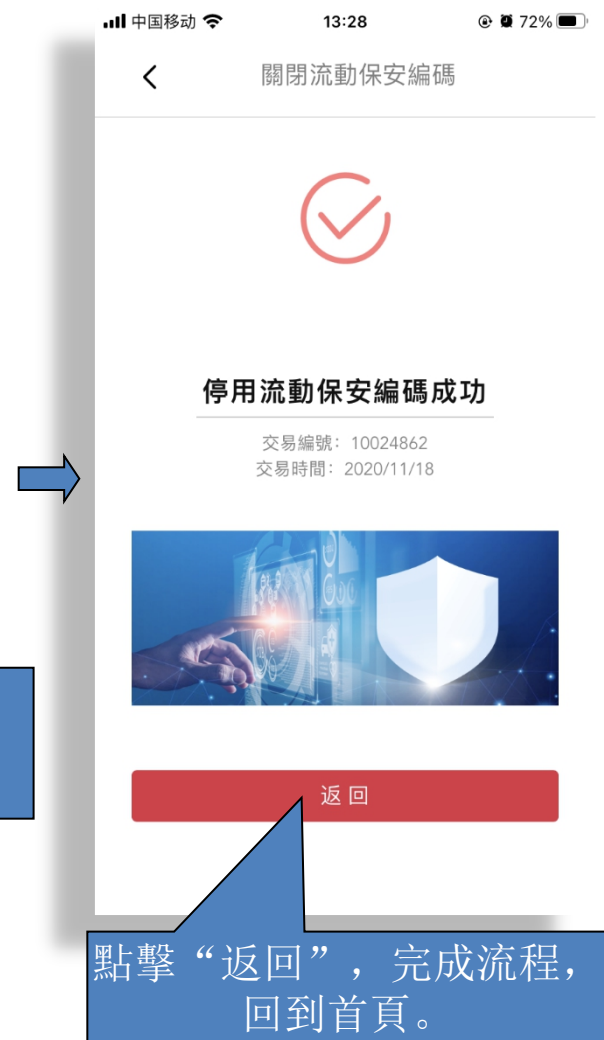 中国移动 13:28 72%
關閉流動保安編碼
停用流動保安編碼成功
交易編號: 10024862
交易時間: 2020/11/18
返回
點擊“返回”，完成流程，
回到首頁。